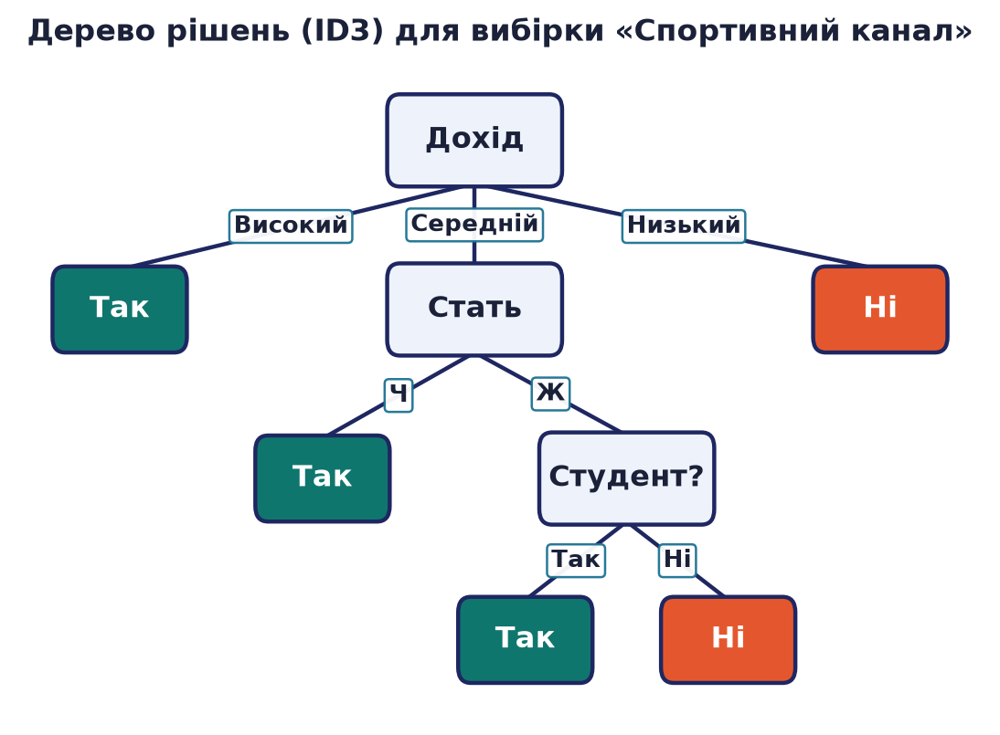 Дерево рішень (ID3) для вибірки «Спортивний канал»
Дохід
Високий
Середній
Низький
Так
Стать
Ні
Ч
Ж
Так
Студент?
Так
Ні
Так
Ні